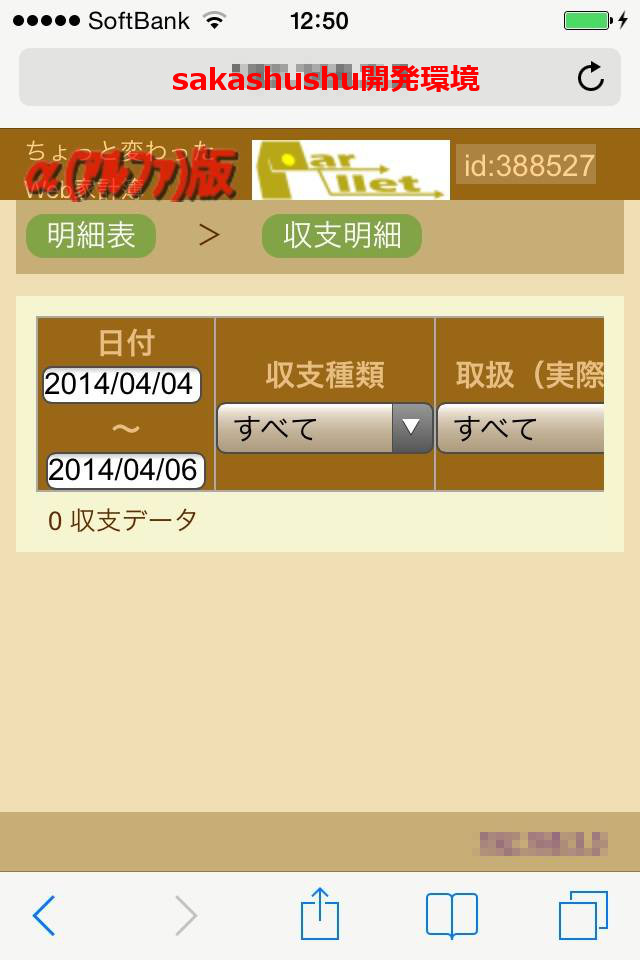 SoftBank 12:50
sakashushu開発環境
ちょっと変わった
Web家計簿
α(アルファ)版
Par
llet
id:388527
明細表 > 収支明細
日付
2014/04/04
～
2014/04/06
収支種類
すべて
取扱（実際
すべて
0 収支データ